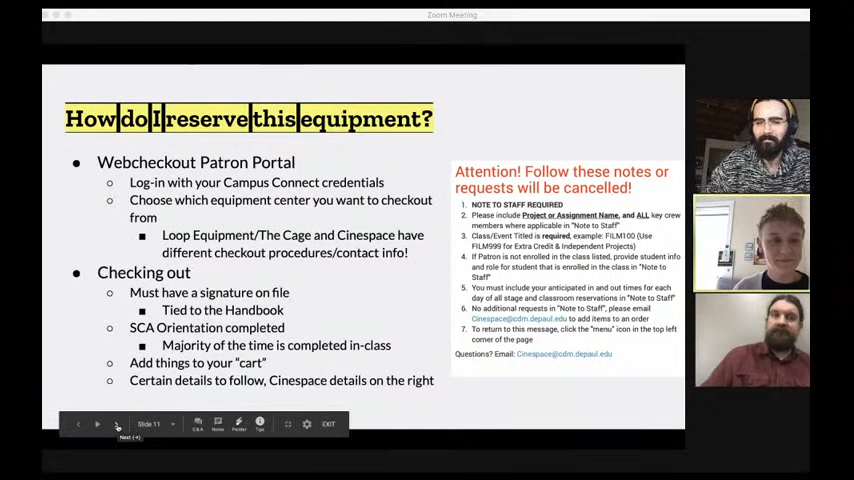 Zoom Meeting
How do I reserve this equipment?
● Webcheckout Patron Portal
○ Log-in with your Campus Connect credentials
○ Choose which equipment center you want to checkout
from
■ Loop Equipment/The Cage and Cinespace have
different checkout procedures/contact info!
● Checking out
○ Must have a signature on file
■ Tied to the Handbook
○ SCA Orientation completed
■ Majority of the time is completed in-class
○ Add things to your “cart”
○ Certain details to follow, Cinespace details on the right
Attention! Follow these notes or
requests will be cancelled!
1. NOTE TO STAFF REQUIRED
2. Please include Project or Assignment Name, and ALL key crew
members where applicable in "Note to Staff"
3. Class/Event Titled is required, example: FILM100 (Use
FILM999 for Extra Credit & Independent Projects)
4. If Patron is not enrolled in the class listed, provide student info
and role for student that is enrolled in the class in "Note to
Staff"
5. You must include your anticipated in and out times for each
day of all stage and classroom reservations in "Note to Staff"
6. No additional requests in "Note to Staff", please email
Cinespace@cdm.depaul.edu to add items to an order
7. To return to this message, click the "menu" icon in the top left
corner of the page
Questions? Email: Cinespace@cdm.depaul.edu
Slide 11
Q&A Notes Pointer Tips
EXIT
Next (→)